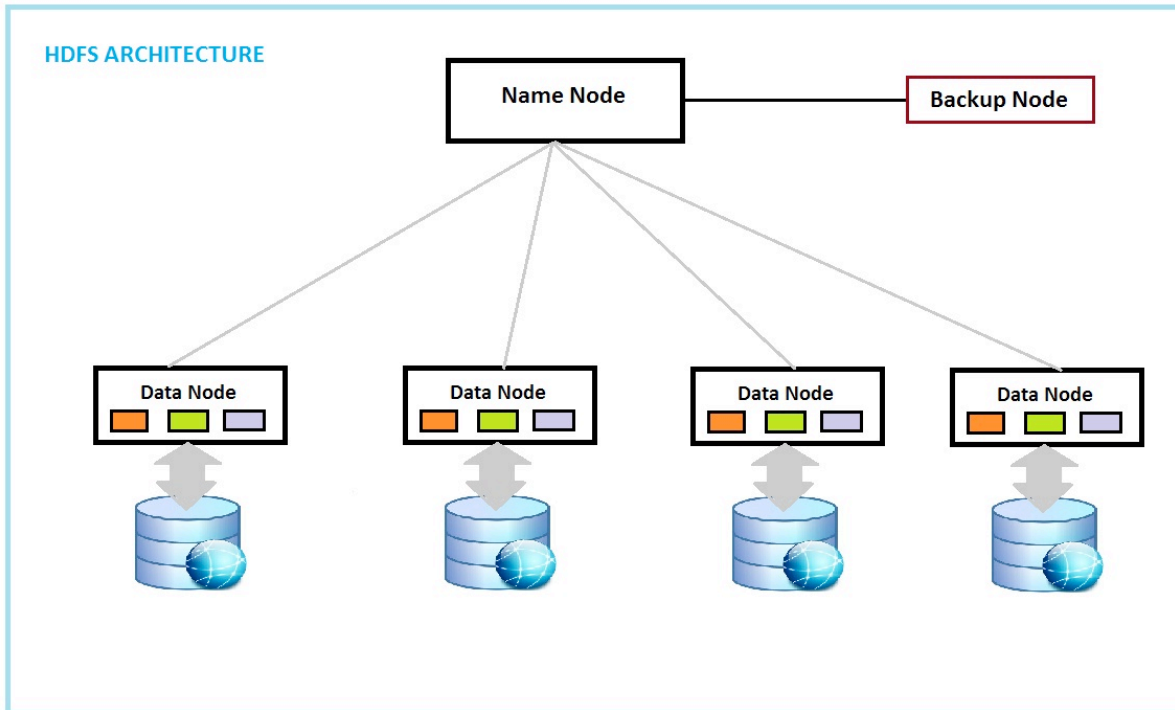 HDFS ARCHITECTURE
Name Node
Backup Node
Data Node
Data Node
Data Node
Data Node